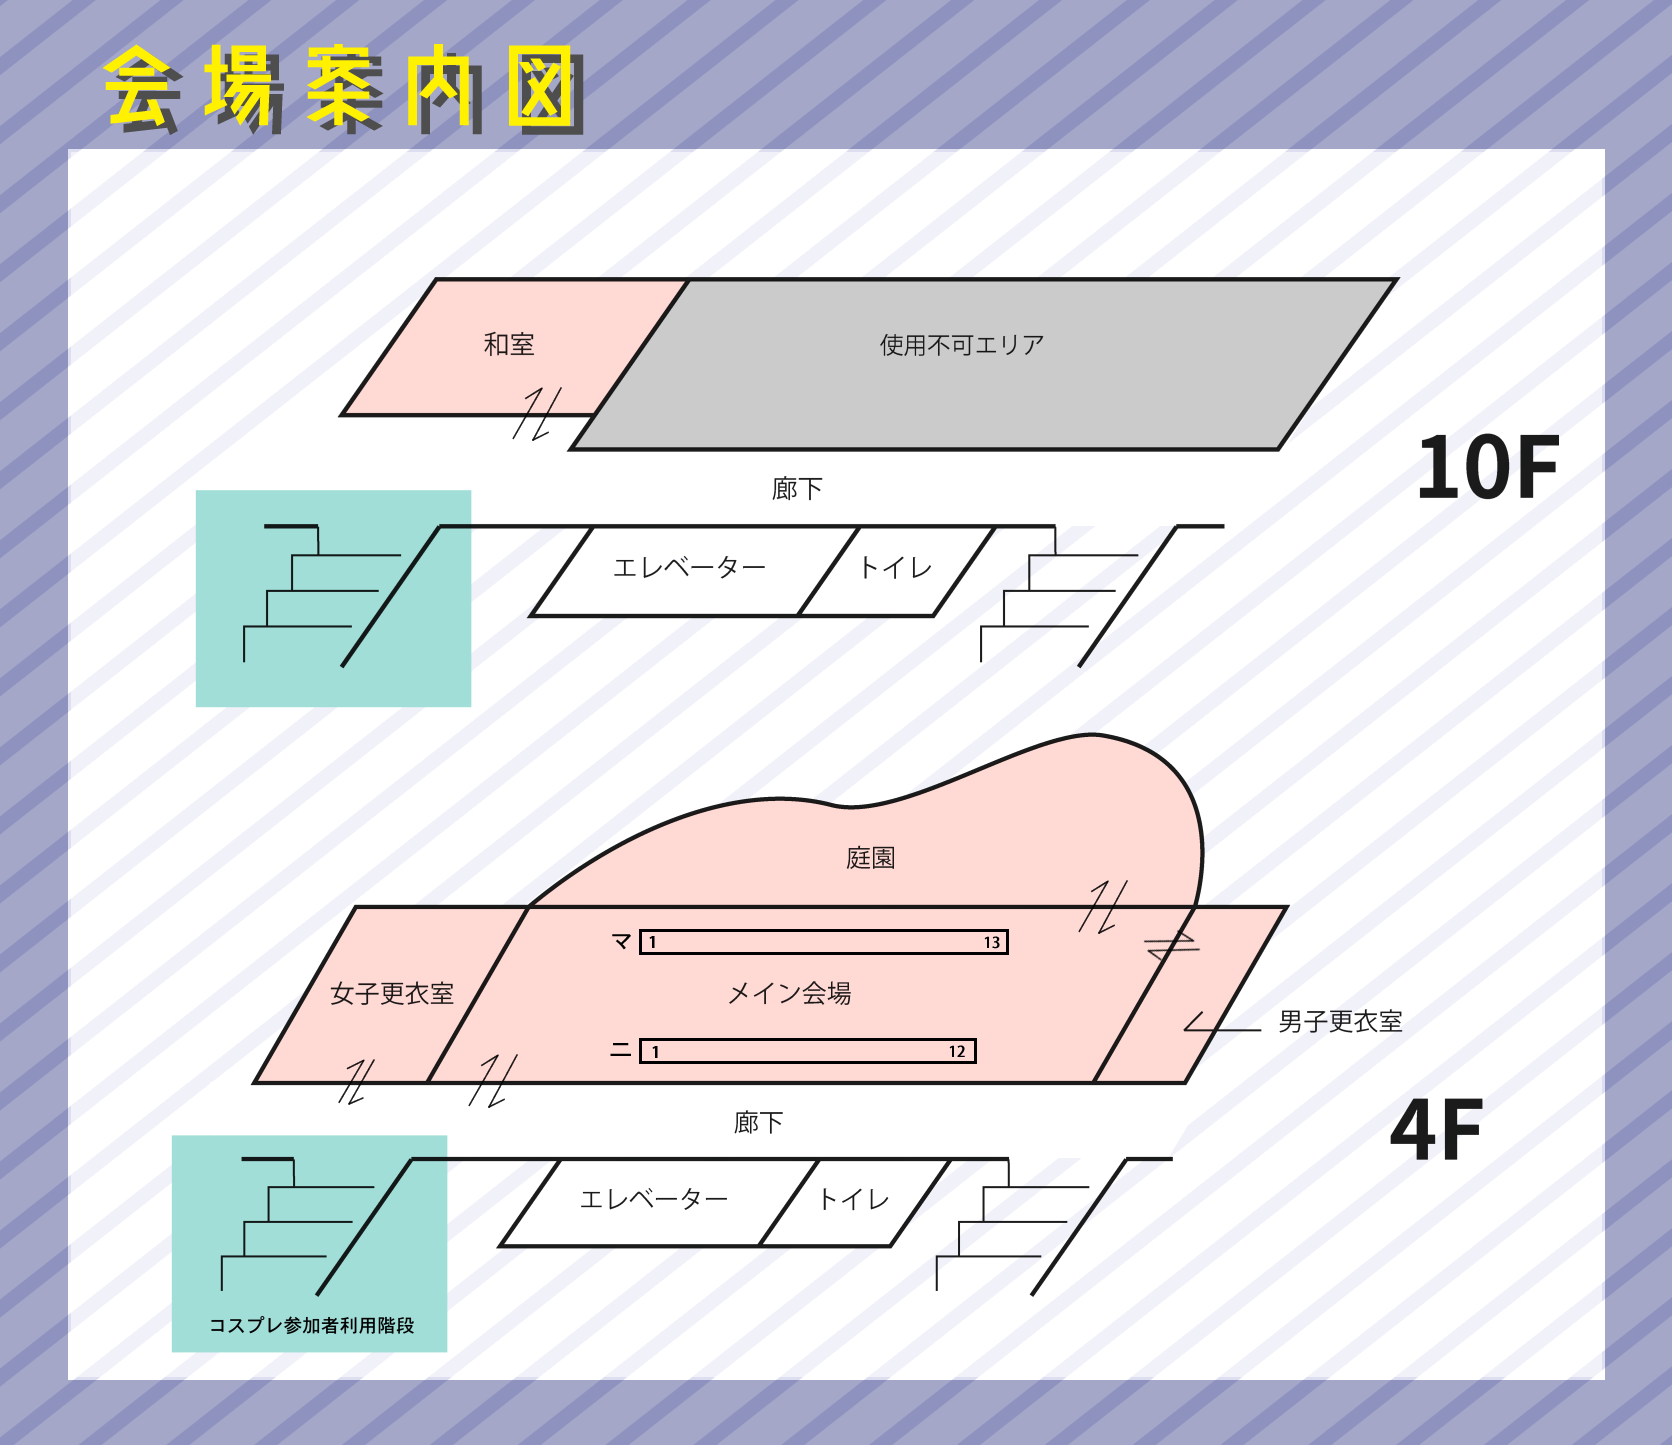 会場案内図
和室
使用不可エリア
10F
廊下
エレベーター
トイレ
庭園
マ 1 13
女子更衣室
メイン会場
男子更衣室
ニ 1 12
4F
廊下
エレベーター
トイレ
コスプレ参加者利用階段